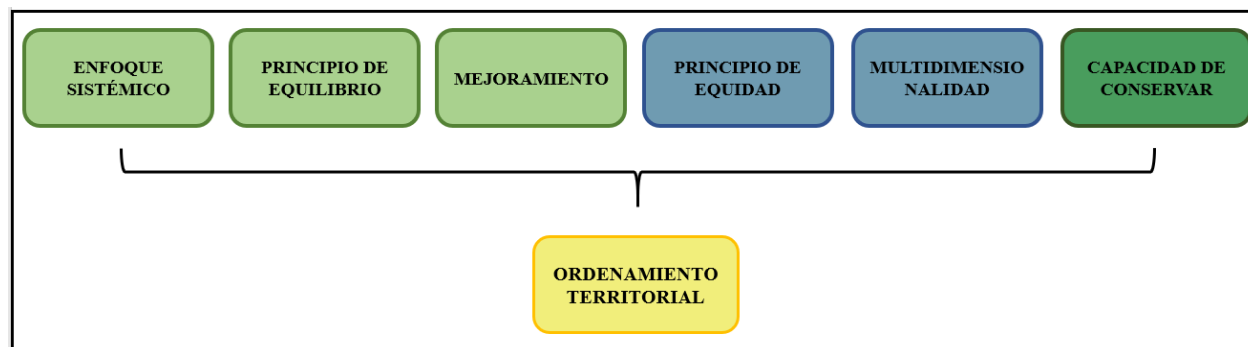 ENFOQUE
SISTÉMICO
PRINCIPIO DE
EQUILIBRIO
MEJORAMIENTO
PRINCIPIO DE
EQUIDAD
MULTIDIMENSIO
NALIDAD
CAPACIDAD DE
CONSERVAR
ORDENAMIENTO
TERRITORIAL